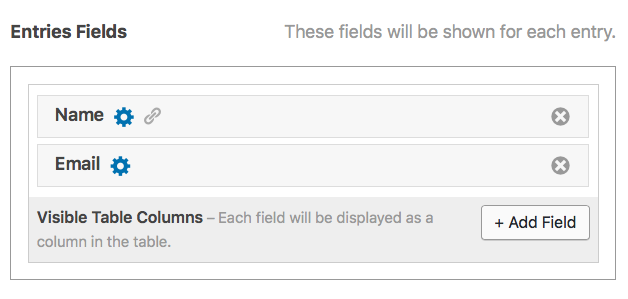 Entries Fields These fields will be shown for each entry.
Name
Email
Visible Table Columns – Each field will be displayed as a
column in the table.
+ Add Field